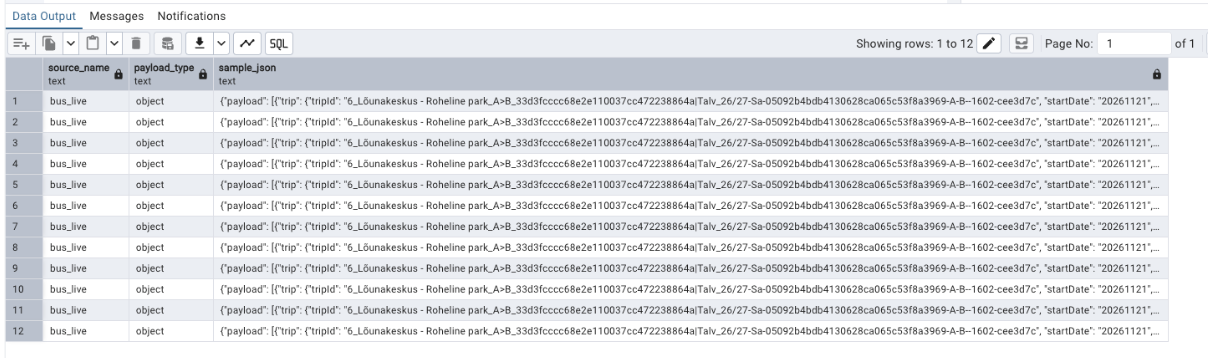 Data Output Messages Notifications
SQL Showing rows: 1 to 12 Page No: 1 of 1
source_name payload_type sample_json
text text text
1 bus_live object {"payload": [{"trip": {"tripId": "6_Lõunakeskus - Roheline park_A>B_33d3fcccc68e2e110037cc472238864a|Talv_26/27-Sa-05092b4bdb4130628ca065c53f8a3969-A-B--1602-cee3d7c", "startDate": "20261121",...
2 bus_live object {"payload": [{"trip": {"tripId": "6_Lõunakeskus - Roheline park_A>B_33d3fcccc68e2e110037cc472238864a|Talv_26/27-Sa-05092b4bdb4130628ca065c53f8a3969-A-B--1602-cee3d7c", "startDate": "20261121",...
3 bus_live object {"payload": [{"trip": {"tripId": "6_Lõunakeskus - Roheline park_A>B_33d3fcccc68e2e110037cc472238864a|Talv_26/27-Sa-05092b4bdb4130628ca065c53f8a3969-A-B--1602-cee3d7c", "startDate": "20261121",...
4 bus_live object {"payload": [{"trip": {"tripId": "6_Lõunakeskus - Roheline park_A>B_33d3fcccc68e2e110037cc472238864a|Talv_26/27-Sa-05092b4bdb4130628ca065c53f8a3969-A-B--1602-cee3d7c", "startDate": "20261121",...
5 bus_live object {"payload": [{"trip": {"tripId": "6_Lõunakeskus - Roheline park_A>B_33d3fcccc68e2e110037cc472238864a|Talv_26/27-Sa-05092b4bdb4130628ca065c53f8a3969-A-B--1602-cee3d7c", "startDate": "20261121",...
6 bus_live object {"payload": [{"trip": {"tripId": "6_Lõunakeskus - Roheline park_A>B_33d3fcccc68e2e110037cc472238864a|Talv_26/27-Sa-05092b4bdb4130628ca065c53f8a3969-A-B--1602-cee3d7c", "startDate": "20261121",...
7 bus_live object {"payload": [{"trip": {"tripId": "6_Lõunakeskus - Roheline park_A>B_33d3fcccc68e2e110037cc472238864a|Talv_26/27-Sa-05092b4bdb4130628ca065c53f8a3969-A-B--1602-cee3d7c", "startDate": "20261121",...
8 bus_live object {"payload": [{"trip": {"tripId": "6_Lõunakeskus - Roheline park_A>B_33d3fcccc68e2e110037cc472238864a|Talv_26/27-Sa-05092b4bdb4130628ca065c53f8a3969-A-B--1602-cee3d7c", "startDate": "20261121",...
9 bus_live object {"payload": [{"trip": {"tripId": "6_Lõunakeskus - Roheline park_A>B_33d3fcccc68e2e110037cc472238864a|Talv_26/27-Sa-05092b4bdb4130628ca065c53f8a3969-A-B--1602-cee3d7c", "startDate": "20261121",...
10 bus_live object {"payload": [{"trip": {"tripId": "6_Lõunakeskus - Roheline park_A>B_33d3fcccc68e2e110037cc472238864a|Talv_26/27-Sa-05092b4bdb4130628ca065c53f8a3969-A-B--1602-cee3d7c", "startDate": "20261121",...
11 bus_live object {"payload": [{"trip": {"tripId": "6_Lõunakeskus - Roheline park_A>B_33d3fcccc68e2e110037cc472238864a|Talv_26/27-Sa-05092b4bdb4130628ca065c53f8a3969-A-B--1602-cee3d7c", "startDate": "20261121",...
12 bus_live object {"payload": [{"trip": {"tripId": "6_Lõunakeskus - Roheline park_A>B_33d3fcccc68e2e110037cc472238864a|Talv_26/27-Sa-05092b4bdb4130628ca065c53f8a3969-A-B--1602-cee3d7c", "startDate": "20261121",...